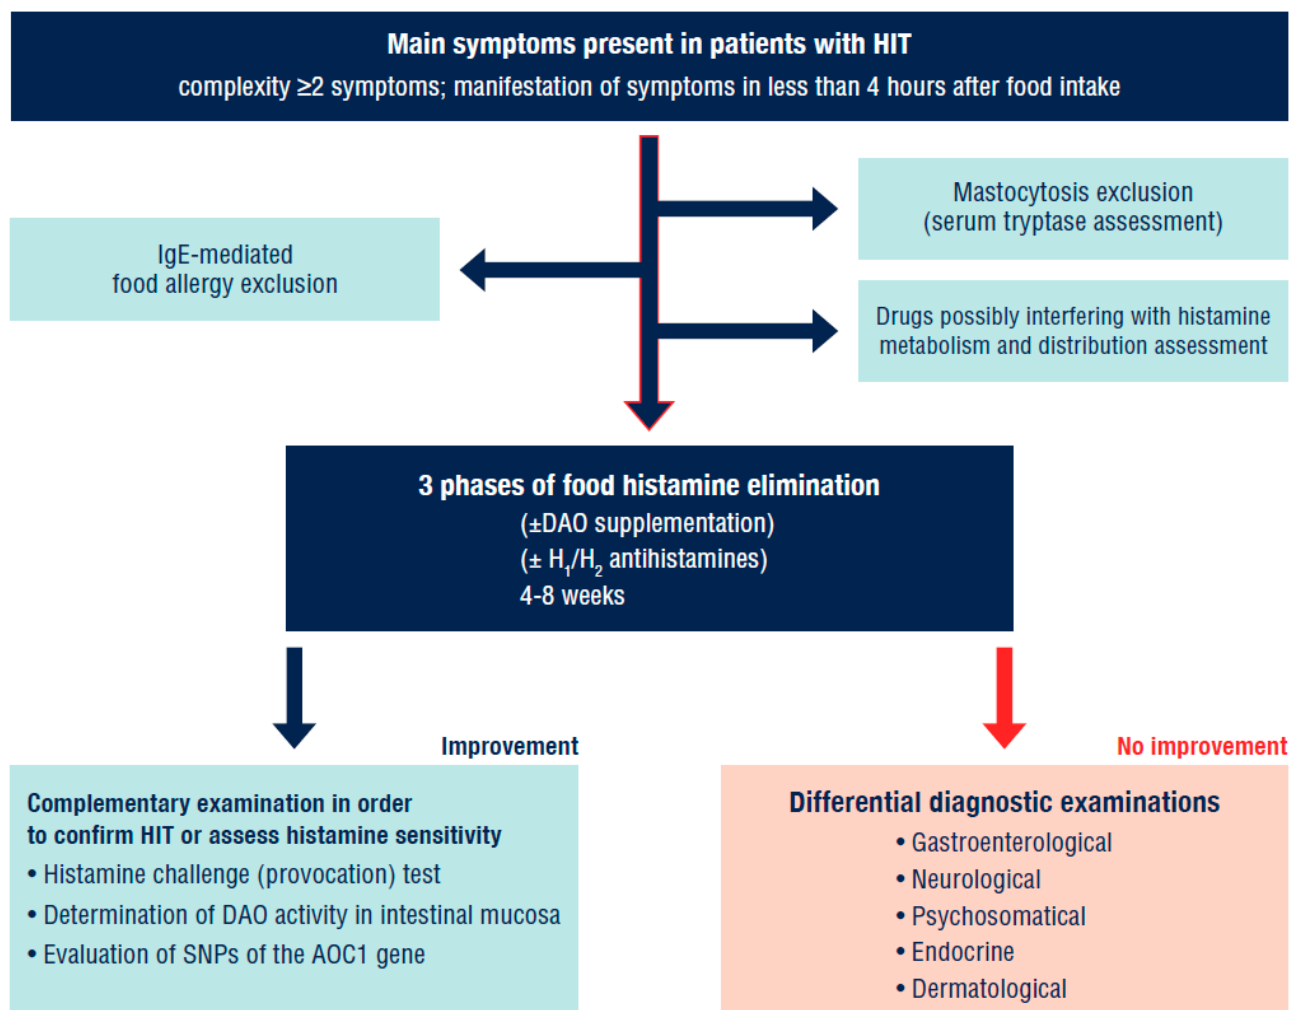 Main symptoms present in patients with HIT
complexity ≥2 symptoms; manifestation of symptoms in less than 4 hours after food intake
Mastocytosis exclusion
(serum tryptase assessment)
IgE-mediated
food allergy exclusion
Drugs possibly interfering with histamine
metabolism and distribution assessment
3 phases of food histamine elimination
(±DAO supplementation)
(± H₁/H₂ antihistamines)
4-8 weeks
Improvement
Complementary examination in order
to confirm HIT or assess histamine sensitivity
• Histamine challenge (provocation) test
• Determination of DAO activity in intestinal mucosa
• Evaluation of SNPs of the AOC1 gene
No improvement
Differential diagnostic examinations
• Gastroenterological
• Neurological
• Psychosomatical
• Endocrine
• Dermatological